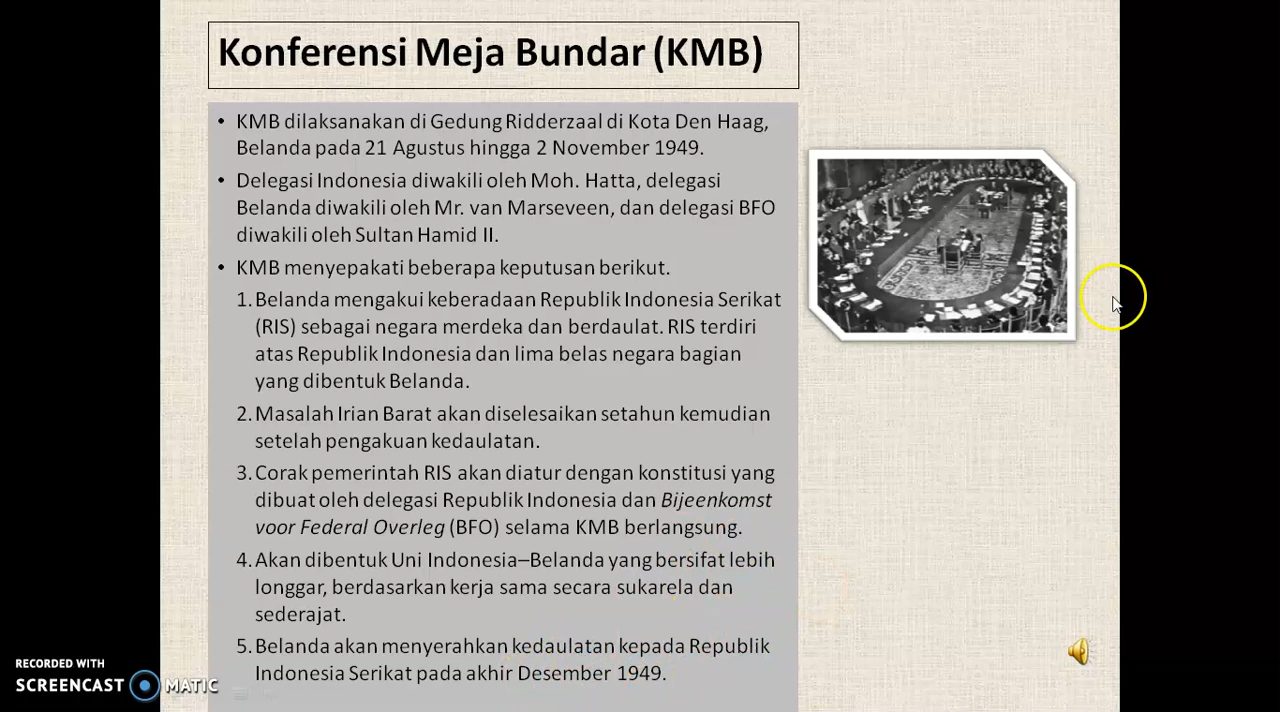 Konferensi Meja Bundar (KMB)
• KMB dilaksanakan di Gedung Ridderzaal di Kota Den Haag,
Belanda pada 21 Agustus hingga 2 November 1949.
• Delegasi Indonesia diwakili oleh Moh. Hatta, delegasi
Belanda diwakili oleh Mr. van Marseveen, dan delegasi BFO
diwakili oleh Sultan Hamid II.
• KMB menyepakati beberapa keputusan berikut.
1. Belanda mengakui keberadaan Republik Indonesia Serikat
(RIS) sebagai negara merdeka dan berdaulat. RIS terdiri
atas Republik Indonesia dan lima belas negara bagian
yang dibentuk Belanda.
2. Masalah Irian Barat akan diselesaikan setahun kemudian
setelah pengakuan kedaulatan.
3. Corak pemerintah RIS akan diatur dengan konstitusi yang
dibuat oleh delegasi Republik Indonesia dan Bijeenkomst
voor Federal Overleg (BFO) selama KMB berlangsung.
4. Akan dibentuk Uni Indonesia–Belanda yang bersifat lebih
longgar, berdasarkan kerja sama secara sukarela dan
sederajat.
5. Belanda akan menyerahkan kedaulatan kepada Republik
Indonesia Serikat pada akhir Desember 1949.
RECORDED WITH
SCREENCAST MATIC